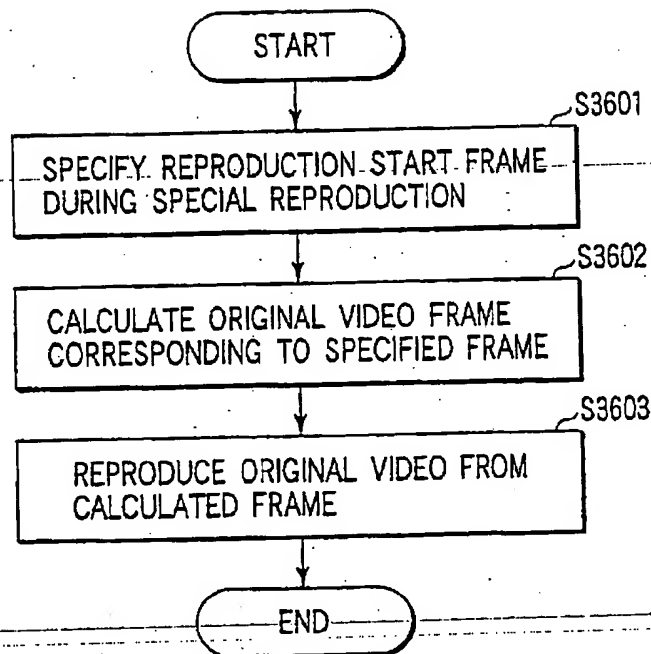 START
S3601
SPECIFY REPRODUCTION START FRAME
DURING SPECIAL REPRODUCTION
S3602
CALCULATE ORIGINAL VIDEO FRAME
CORRESPONDING TO SPECIFIED FRAME
S3603
REPRODUCE ORIGINAL VIDEO FROM
CALCULATED FRAME
END